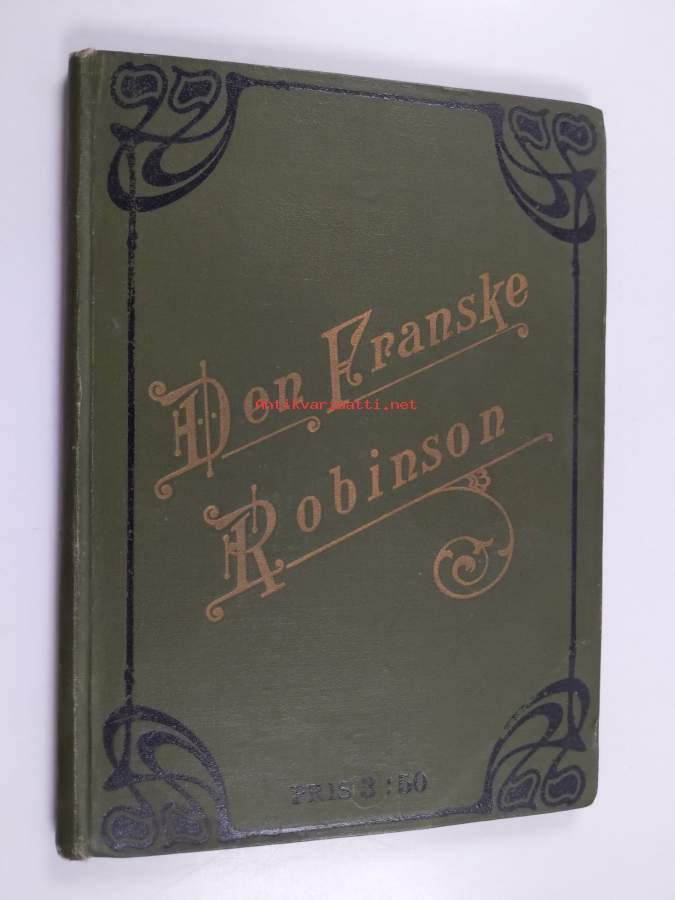 Den Franske
Antikvariaatti.net
Robinson
PRIS 3:50